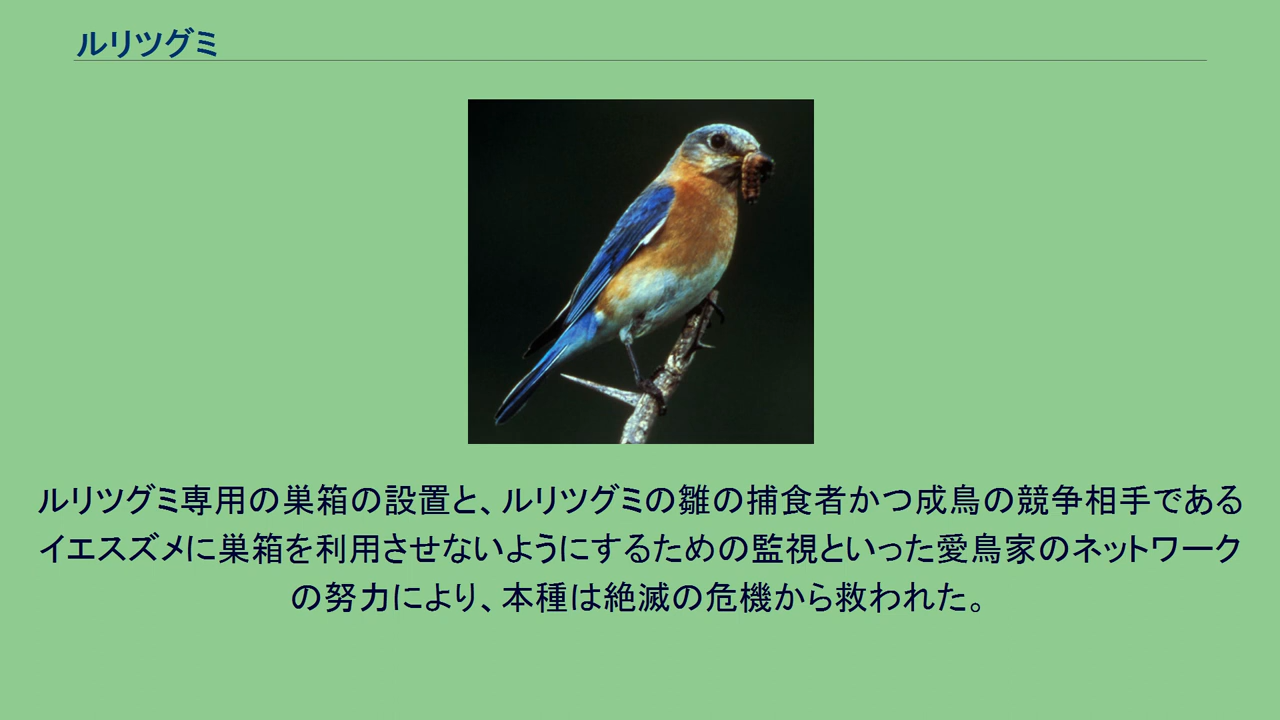 ルリツグミ
ルリツグミ専用の巣箱の設置と、ルリツグミの雛の捕食者かつ成鳥の競争相手である
イエスズメに巣箱を利用させないようにするための監視といった愛鳥家のネットワーク
の努力により、本種は絶滅の危機から救われた。